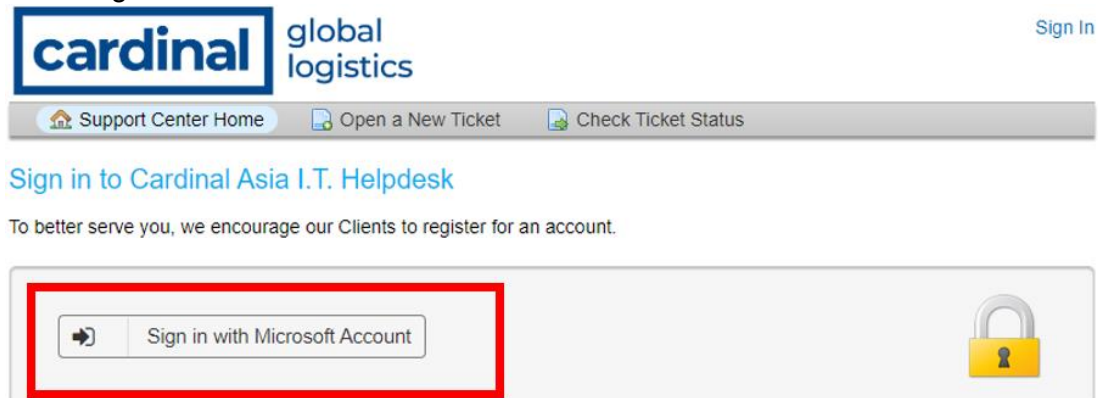 cardinal global logistics
Sign In
Support Center Home Open a New Ticket Check Ticket Status
Sign in to Cardinal Asia I.T. Helpdesk
To better serve you, we encourage our Clients to register for an account.
Sign in with Microsoft Account